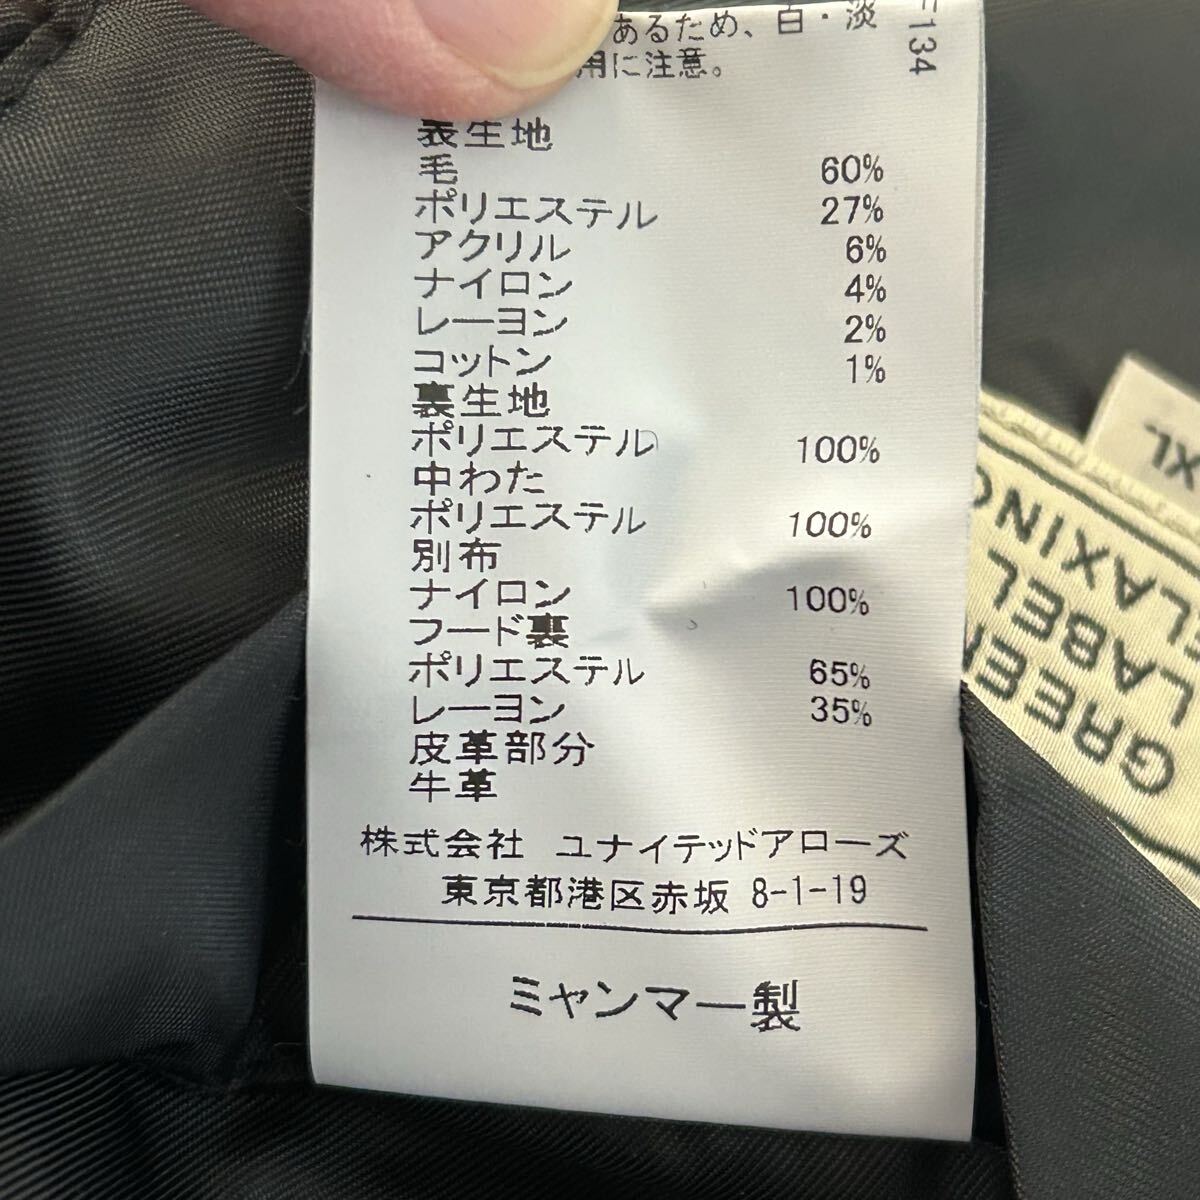 あるため、白・淡
用に注意。
134
表生地
毛 60%
ポリエステル 27%
アクリル 6%
ナイロン 4%
レーヨン 2%
コットン 1%
裏生地
ポリエステル 100%
中わた
ポリエステル 100%
別布
ナイロン 100%
フード裏
ポリエステル 65%
レーヨン 35%
皮革部分
牛革
株式会社 ユナイテッドアローズ
東京都港区赤坂 8-1-19
ミャンマー製
XL
GREEN
LABEL
RELAXING